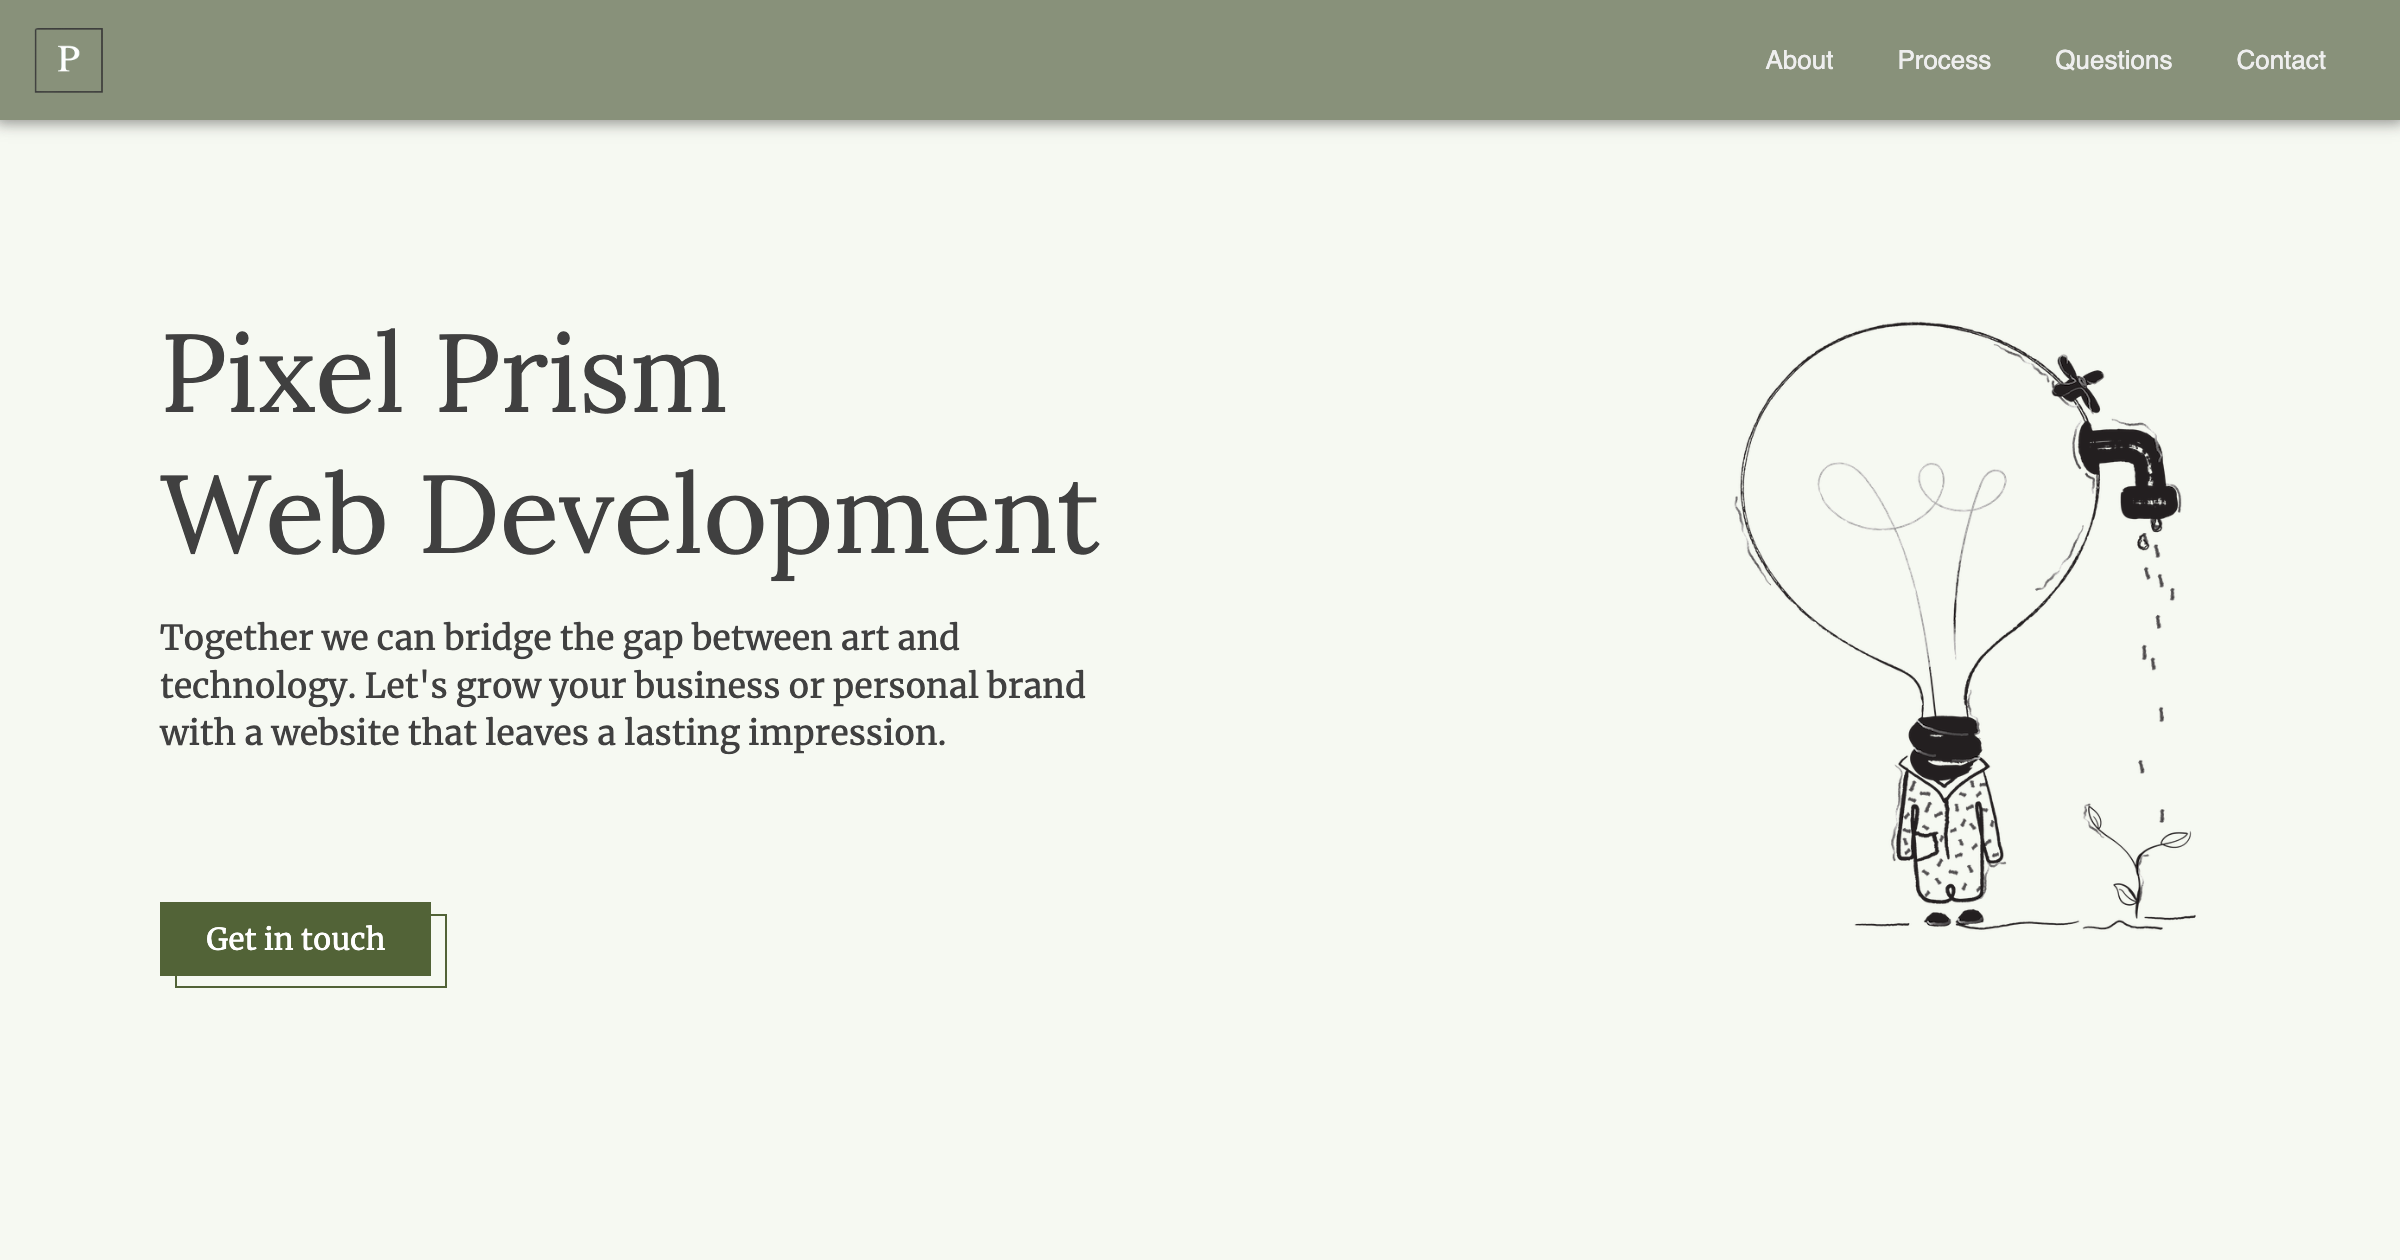 P
About Process Questions Contact
Pixel Prism
Web Development
Together we can bridge the gap between art and
technology. Let's grow your business or personal brand
with a website that leaves a lasting impression.
Get in touch